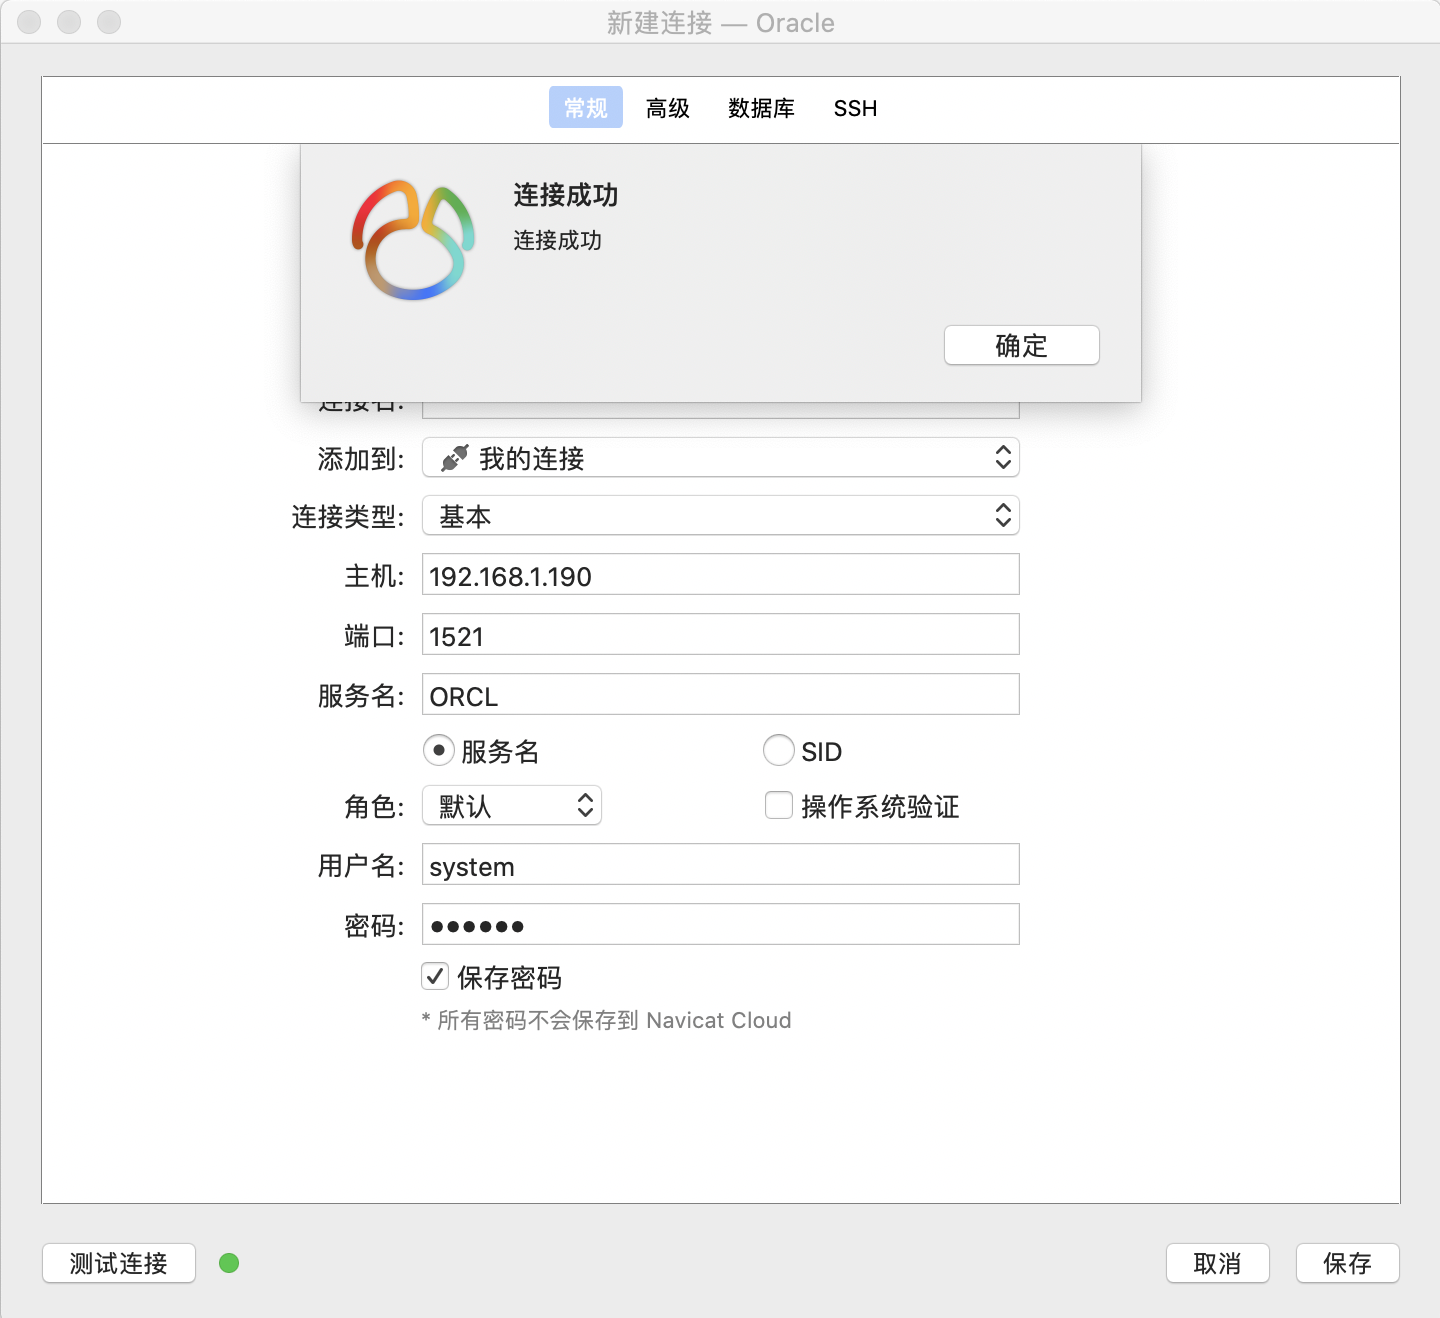 新建连接 — Oracle
常规 高级 数据库 SSH
连接成功
连接成功
确定
连接名:
添加到: 我的连接
连接类型: 基本
主机: 192.168.1.190
端口: 1521
服务名: ORCL
服务名 SID
角色: 默认 操作系统验证
用户名: system
密码: ••••••
保存密码
* 所有密码不会保存到 Navicat Cloud
测试连接 取消 保存